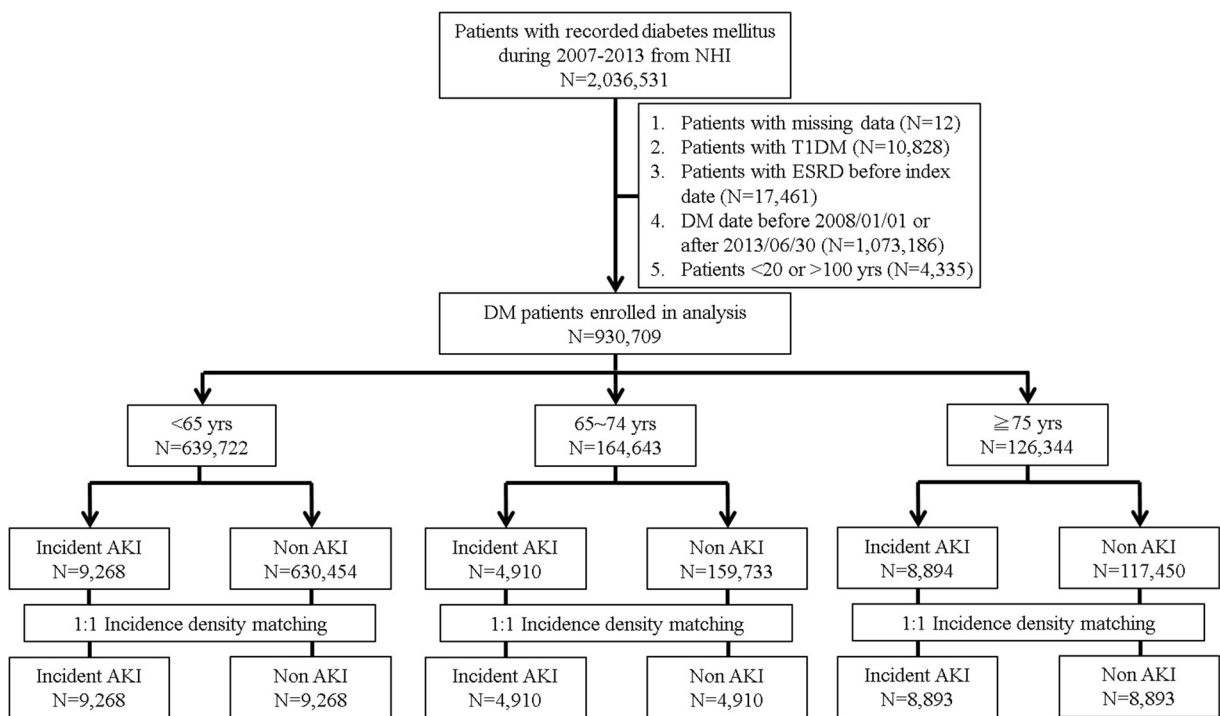 Patients with recorded diabetes mellitus
during 2007-2013 from NHI
N=2,036,531
1. Patients with missing data (N=12)
2. Patients with T1DM (N=10,828)
3. Patients with ESRD before index
date (N=17,461)
4. DM date before 2008/01/01 or
after 2013/06/30 (N=1,073,186)
5. Patients <20 or >100 yrs (N=4,335)
DM patients enrolled in analysis
N=930,709
<65 yrs
N=639,722
65~74 yrs
N=164,643
≧75 yrs
N=126,344
Incident AKI
N=9,268
Non AKI
N=630,454
Incident AKI
N=4,910
Non AKI
N=159,733
Incident AKI
N=8,894
Non AKI
N=117,450
1:1 Incidence density matching
1:1 Incidence density matching
1:1 Incidence density matching
Incident AKI
N=9,268
Non AKI
N=9,268
Incident AKI
N=4,910
Non AKI
N=4,910
Incident AKI
N=8,893
Non AKI
N=8,893